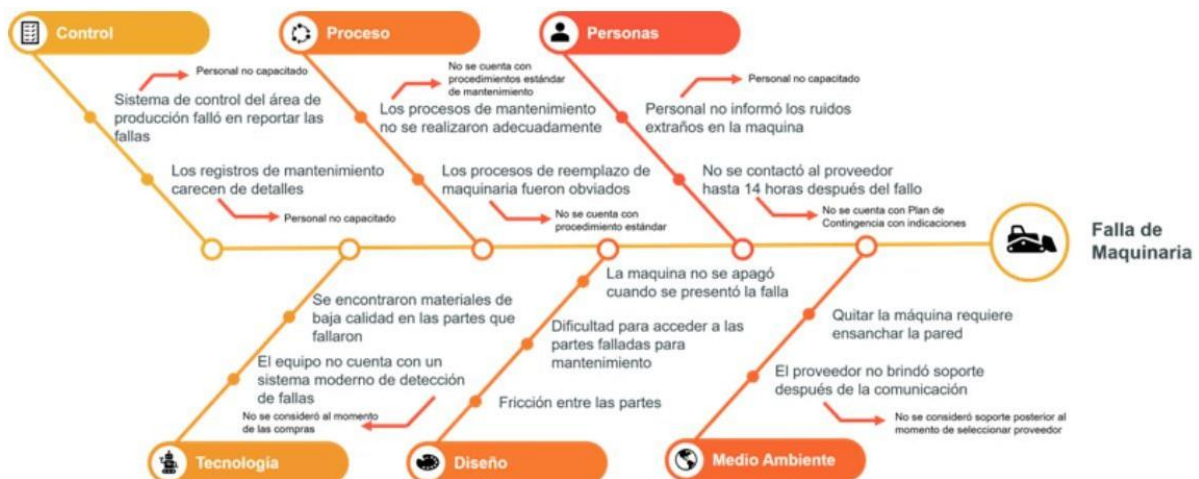 Control
Proceso
Personas
Personal no capacitado
Sistema de control del área de
producción falló en reportar las
fallas
Los registros de mantenimiento
carecen de detalles
Personal no capacitado
No se cuenta con
procedimientos estándar
de mantenimiento
Los procesos de mantenimiento
no se realizaron adecuadamente
Los procesos de reemplazo de
maquinaria fueron obviados
No se cuenta con
procedimiento estándar
Personal no capacitado
Personal no informó los ruidos
extraños en la maquina
No se contactó al proveedor
hasta 14 horas después del fallo
No se cuenta con Plan de
Contingencia con indicaciones
Falla de
Maquinaria
Se encontraron materiales de
baja calidad en las partes que
fallaron
El equipo no cuenta con un
sistema moderno de detección
de fallas
No se consideró al momento
de las compras
La maquina no se apagó
cuando se presentó la falla
Dificultad para acceder a las
partes falladas para
mantenimiento
Fricción entre las partes
Quitar la máquina requiere
ensanchar la pared
El proveedor no brindó soporte
después de la comunicación
No se consideró soporte posterior al
momento de seleccionar proveedor
Tecnología
Diseño
Medio Ambiente